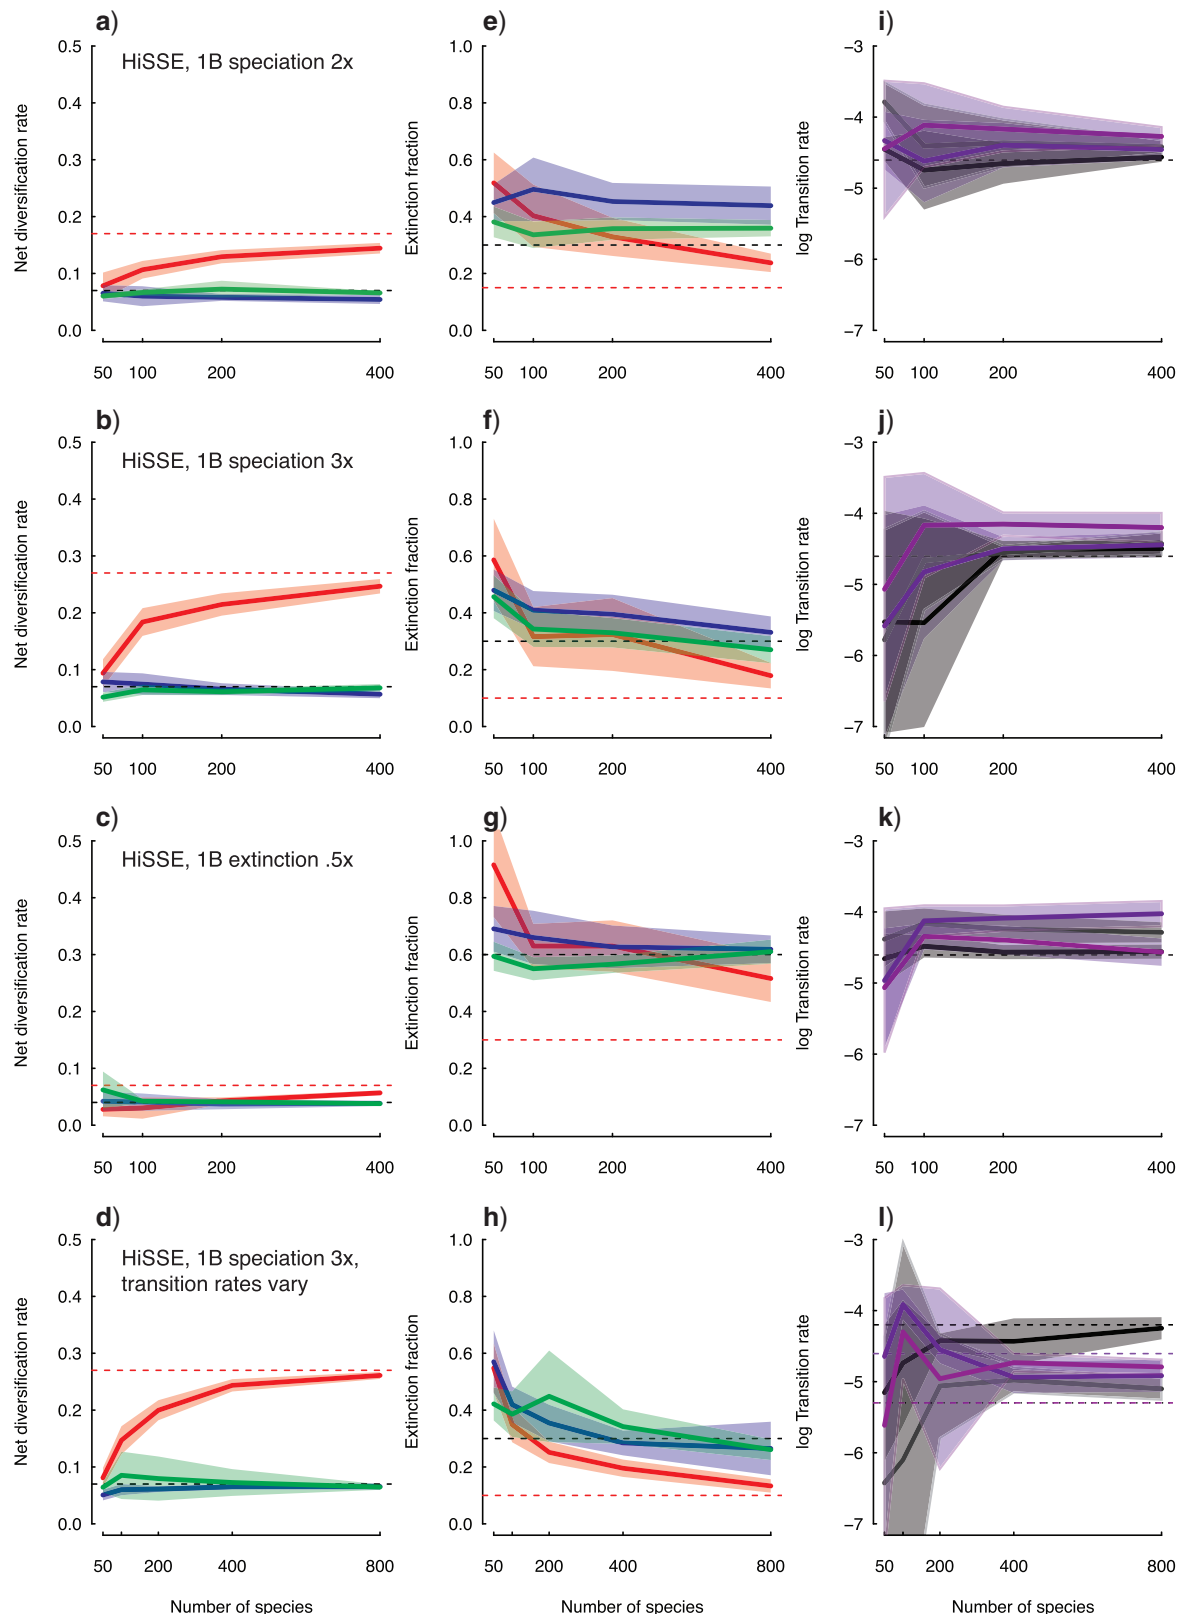 a)
HiSSE, 1B speciation 2x
Net diversification rate
0.5
0.4
0.3
0.2
0.1
0.0
50 100 200 400
e)
Extinction fraction
1.0
0.8
0.6
0.4
0.2
0.0
50 100 200 400
i)
log Transition rate
−3
−4
−5
−6
−7
50 100 200 400
b)
HiSSE, 1B speciation 3x
Net diversification rate
0.5
0.4
0.3
0.2
0.1
0.0
50 100 200 400
f)
Extinction fraction
1.0
0.8
0.6
0.4
0.2
0.0
50 100 200 400
j)
log Transition rate
−3
−4
−5
−6
−7
50 100 200 400
c)
HiSSE, 1B extinction .5x
Net diversification rate
0.5
0.4
0.3
0.2
0.1
0.0
50 100 200 400
g)
Extinction fraction
1.0
0.8
0.6
0.4
0.2
0.0
50 100 200 400
k)
log Transition rate
−3
−4
−5
−6
−7
50 100 200 400
d)
HiSSE, 1B speciation 3x,
transition rates vary
Net diversification rate
0.5
0.4
0.3
0.2
0.1
0.0
50 200 400 800
Number of species
h)
Extinction fraction
1.0
0.8
0.6
0.4
0.2
0.0
50 200 400 800
Number of species
l)
log Transition rate
−3
−4
−5
−6
−7
50 200 400 800
Number of species